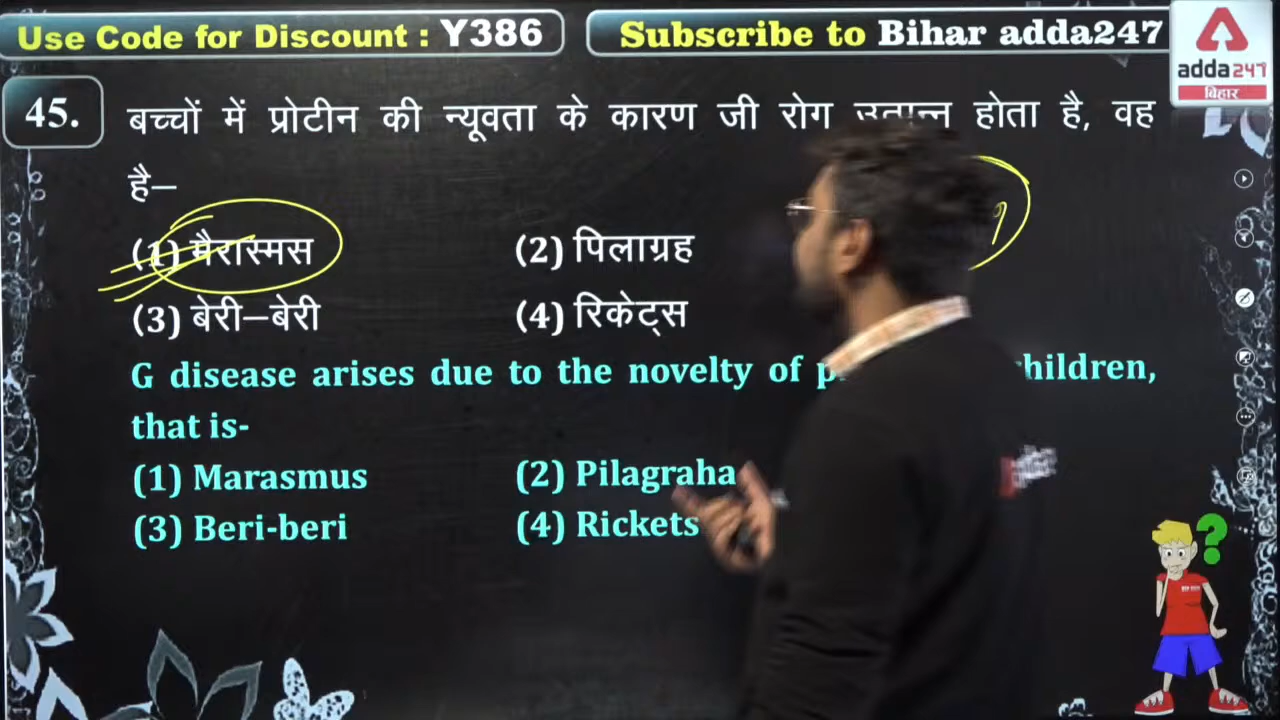 Use Code for Discount : Y386
Subscribe to Bihar adda247
adda247
बिहार
45. बच्चों में प्रोटीन की न्यूवता के कारण जी रोग होता है, वह
है–
(1) मैरास्मस (2) पिलाग्रह
(3) बेरी–बेरी (4) रिकेट्स
G disease arises due to the novelty of children,
that is-
(1) Marasmus (2) Pilagraha
(3) Beri-beri (4) Rickets